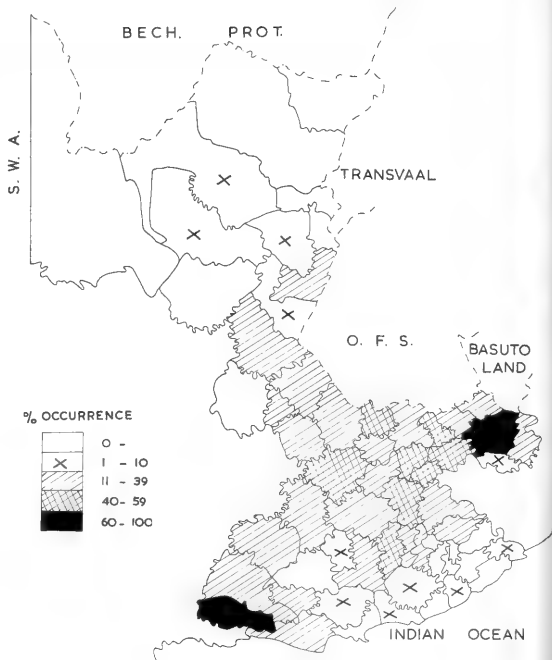 BECH. PROT.
S. W. A.
TRANSVAAL
O. F. S.
BASUTO
LAND
% OCCURRENCE
0 -
X 1 - 10
11 - 39
40 - 59
60 - 100
INDIAN OCEAN